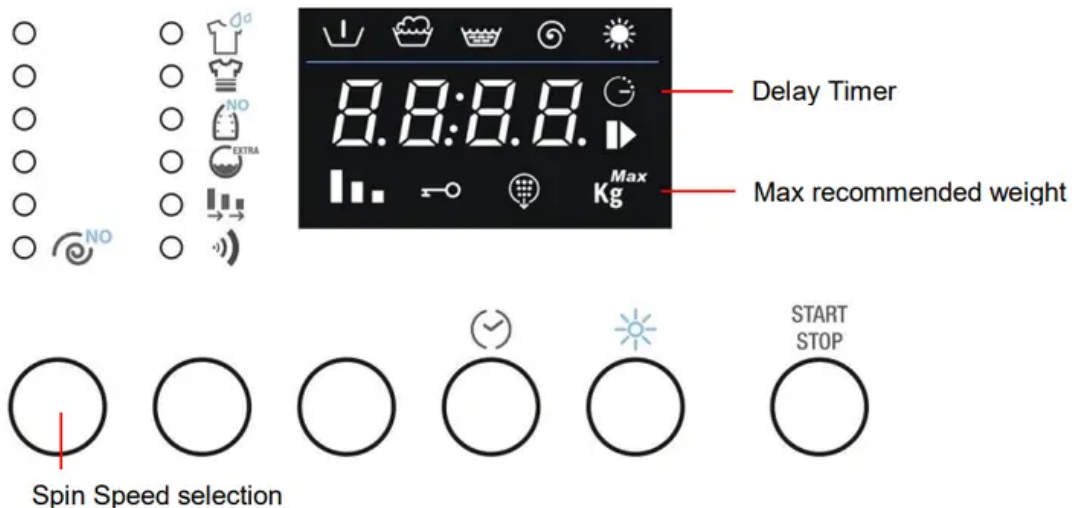 NO
EXTRA
NO
8.8:8.8.
Max
Kg
Delay Timer
Max recommended weight
START
STOP
Spin Speed selection